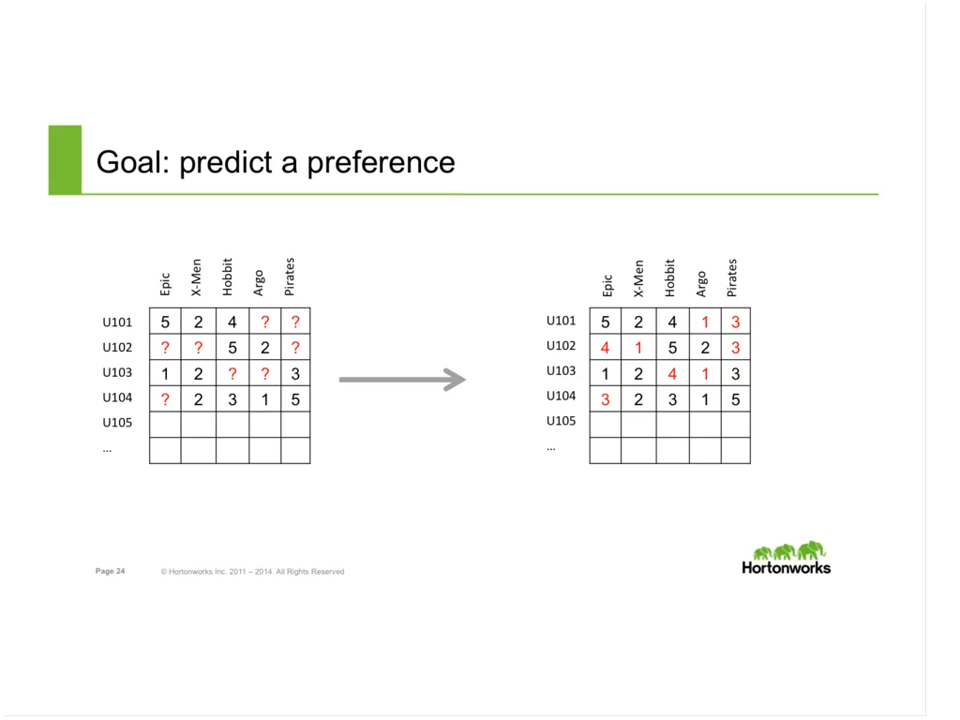 Goal: predict a preference
Epic X-Men Hobbit Argo Pirates
U101 5 2 4 ? ?
U102 ? ? 5 2 ?
U103 1 2 ? ? 3
U104 ? 2 3 1 5
U105
...
Epic X-Men Hobbit Argo Pirates
U101 5 2 4 1 3
U102 4 1 5 2 3
U103 1 2 4 1 3
U104 3 2 3 1 5
U105
...
Hortonworks
Page 24 © Hortonworks Inc. 2011 – 2014. All Rights Reserved